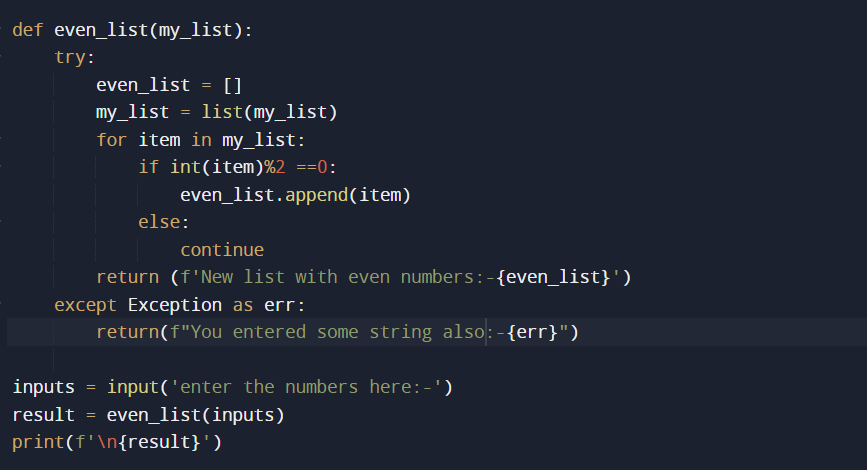 def even_list(my_list):
    try:
        even_list = []
        my_list = list(my_list)
        for item in my_list:
            if int(item)%2 ==0:
                even_list.append(item)
            else:
                continue
        return (f'New list with even numbers:-{even_list}')
    except Exception as err:
        return(f"You entered some string also:-{err}")
inputs = input('enter the numbers here:-')
result = even_list(inputs)
print(f'\n{result}')